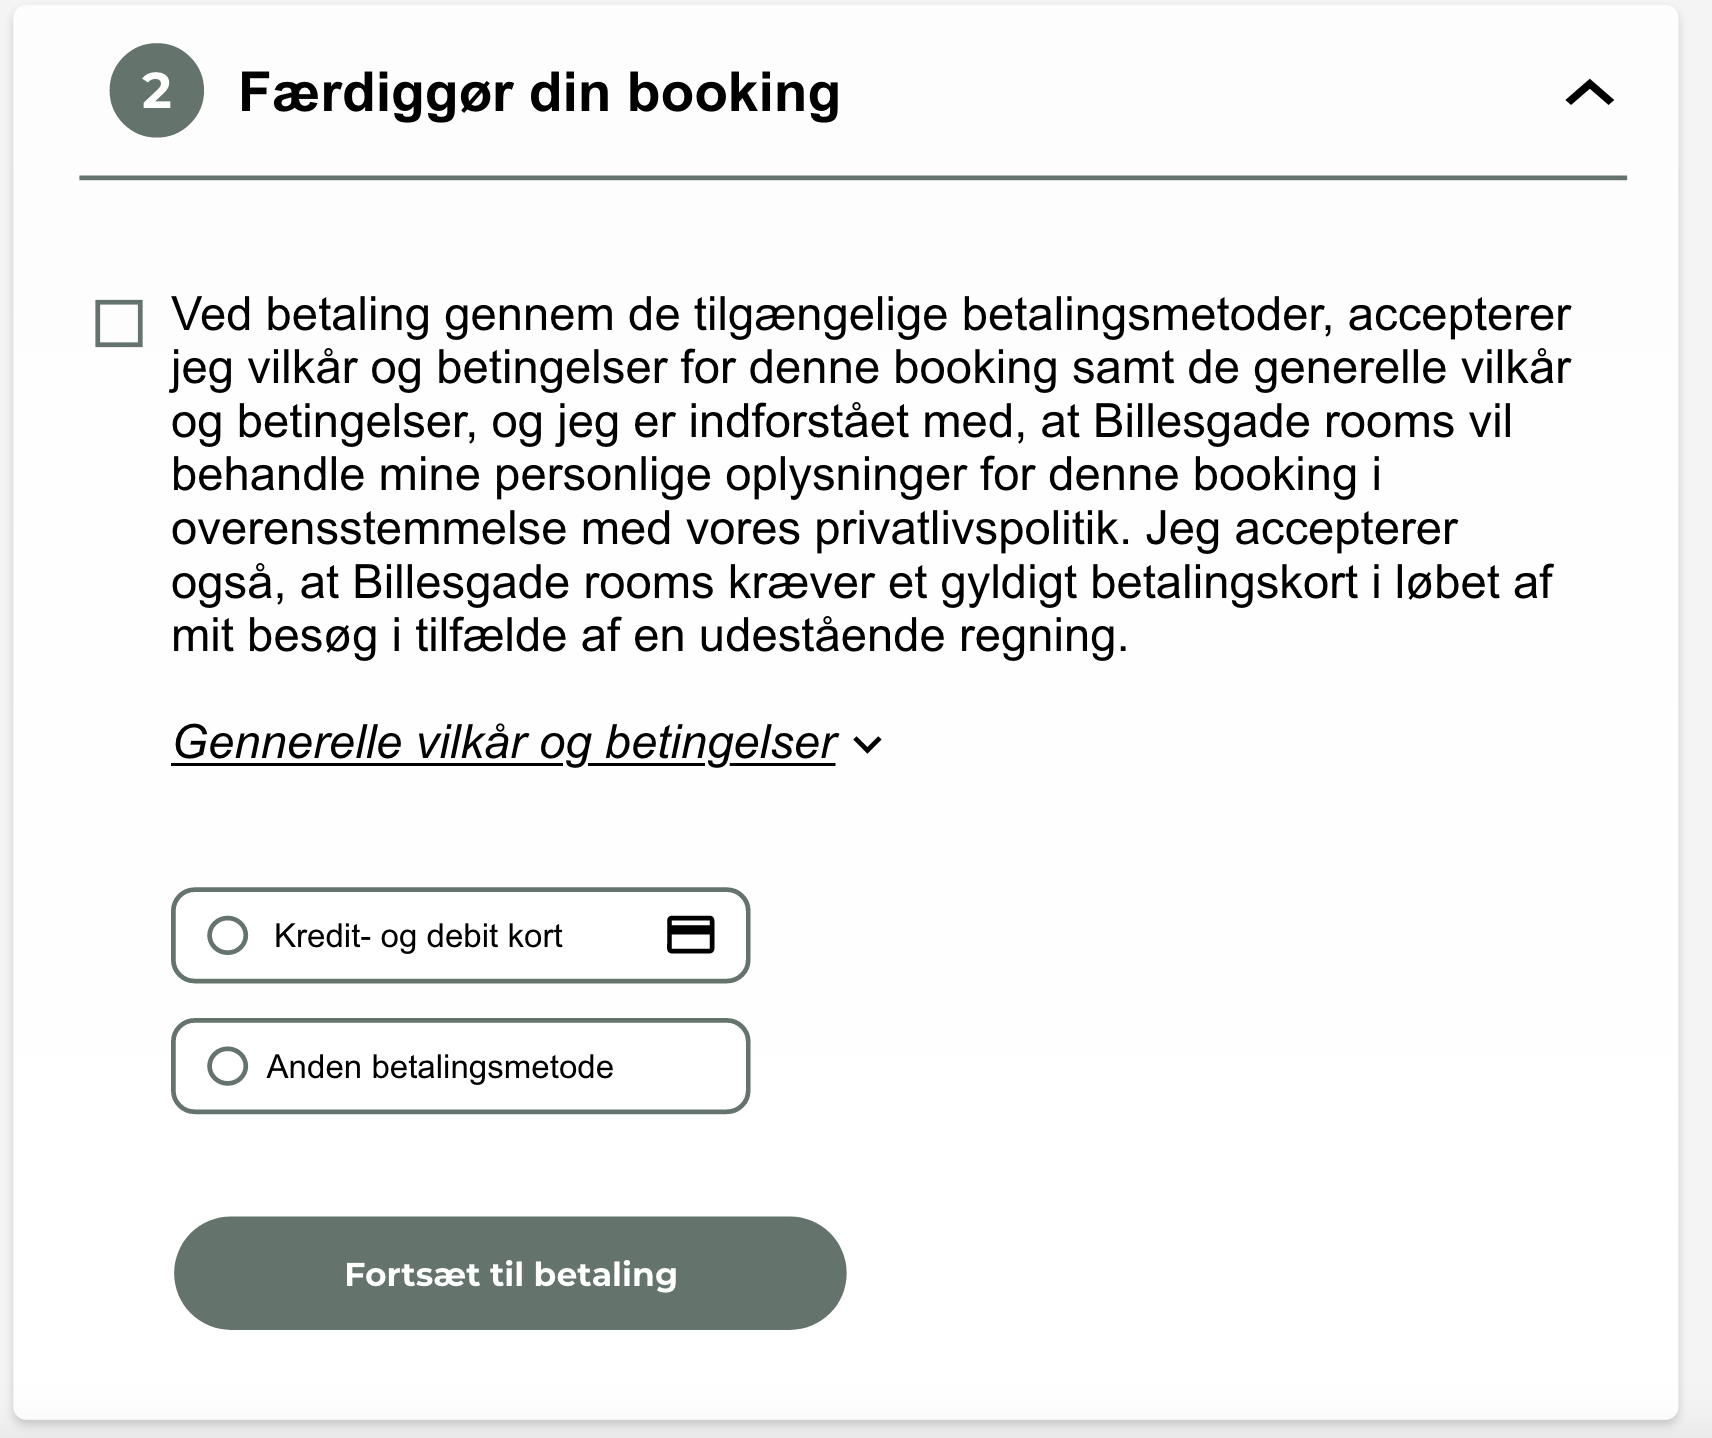 2
Færdiggør din booking
Ved betaling gennem de tilgængelige betalingsmetoder, accepterer
jeg vilkår og betingelser for denne booking samt de generelle vilkår
og betingelser, og jeg er indforstået med, at Billesgade rooms vil
behandle mine personlige oplysninger for denne booking i
overensstemmelse med vores privatlivspolitik. Jeg accepterer
også, at Billesgade rooms kræver et gyldigt betalingskort i løbet af
mit besøg i tilfælde af en udestående regning.
Gennerelle vilkår og betingelser
Kredit- og debit kort
Anden betalingsmetode
Fortsæt til betaling